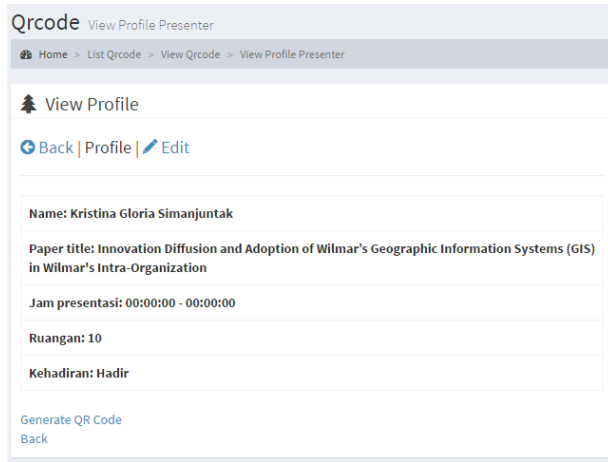 Qrcode View Profile Presenter
Home > List Qrcode > View Qrcode > View Profile Presenter
View Profile
Back | Profile | Edit
Name: Kristina Gloria Simanjuntak
Paper title: Innovation Diffusion and Adoption of Wilmar’s Geographic Information Systems (GIS)
in Wilmar's Intra-Organization
Jam presentasi: 00:00:00 - 00:00:00
Ruangan: 10
Kehadiran: Hadir
Generate QR Code
Back